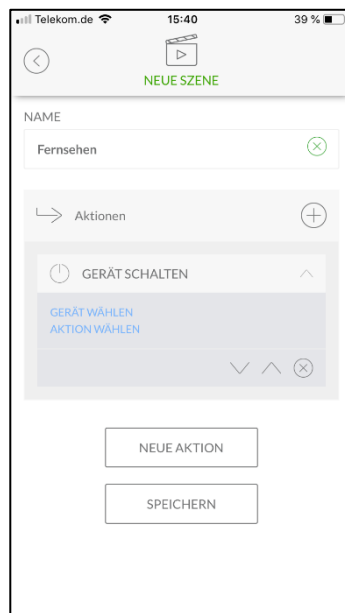 Telekom.de 15:40 39 %
NEUE SZENE
NAME
Fernsehen
Aktionen
GERÄT SCHALTEN
GERÄT WÄHLEN
AKTION WÄHLEN
NEUE AKTION
SPEICHERN